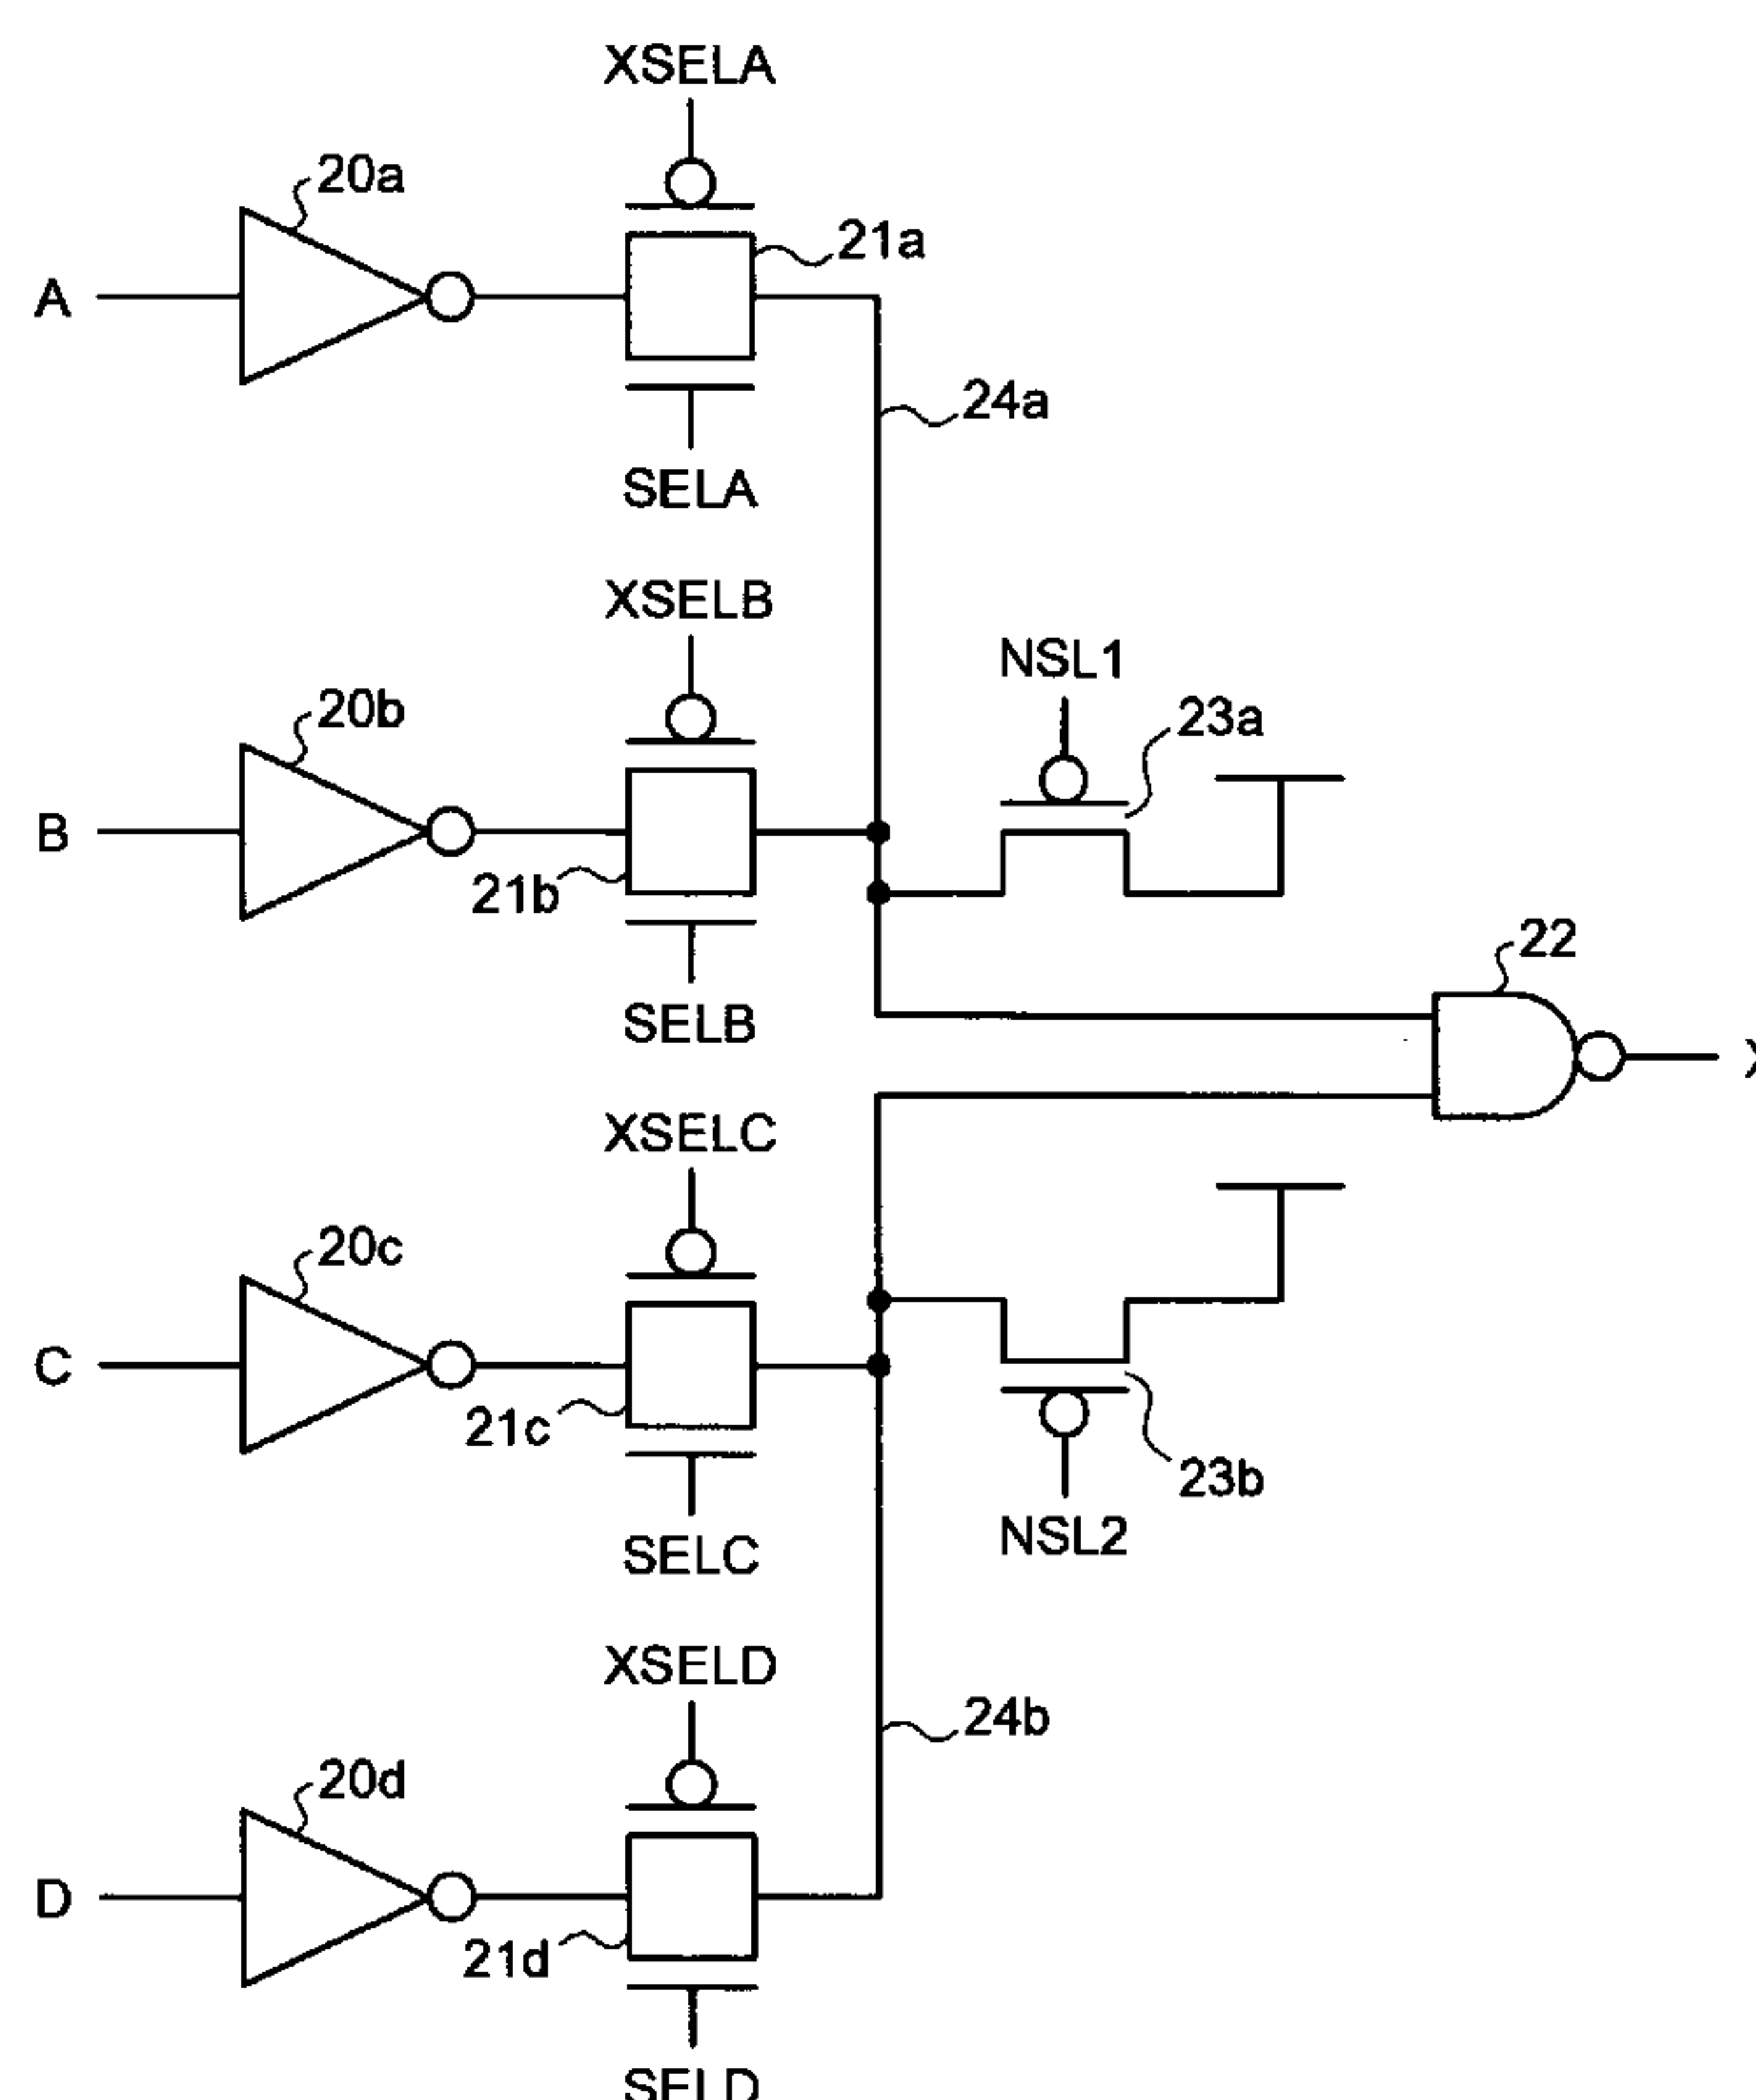 XSELA
20a
21a
A
24a
SELA
XSELB
NSL1
20b
23a
B
21b
22
SELB
XSELC
20c
C
21c
23b
NSL2
SELC
XSELD
24b
20d
D
21d
SELD